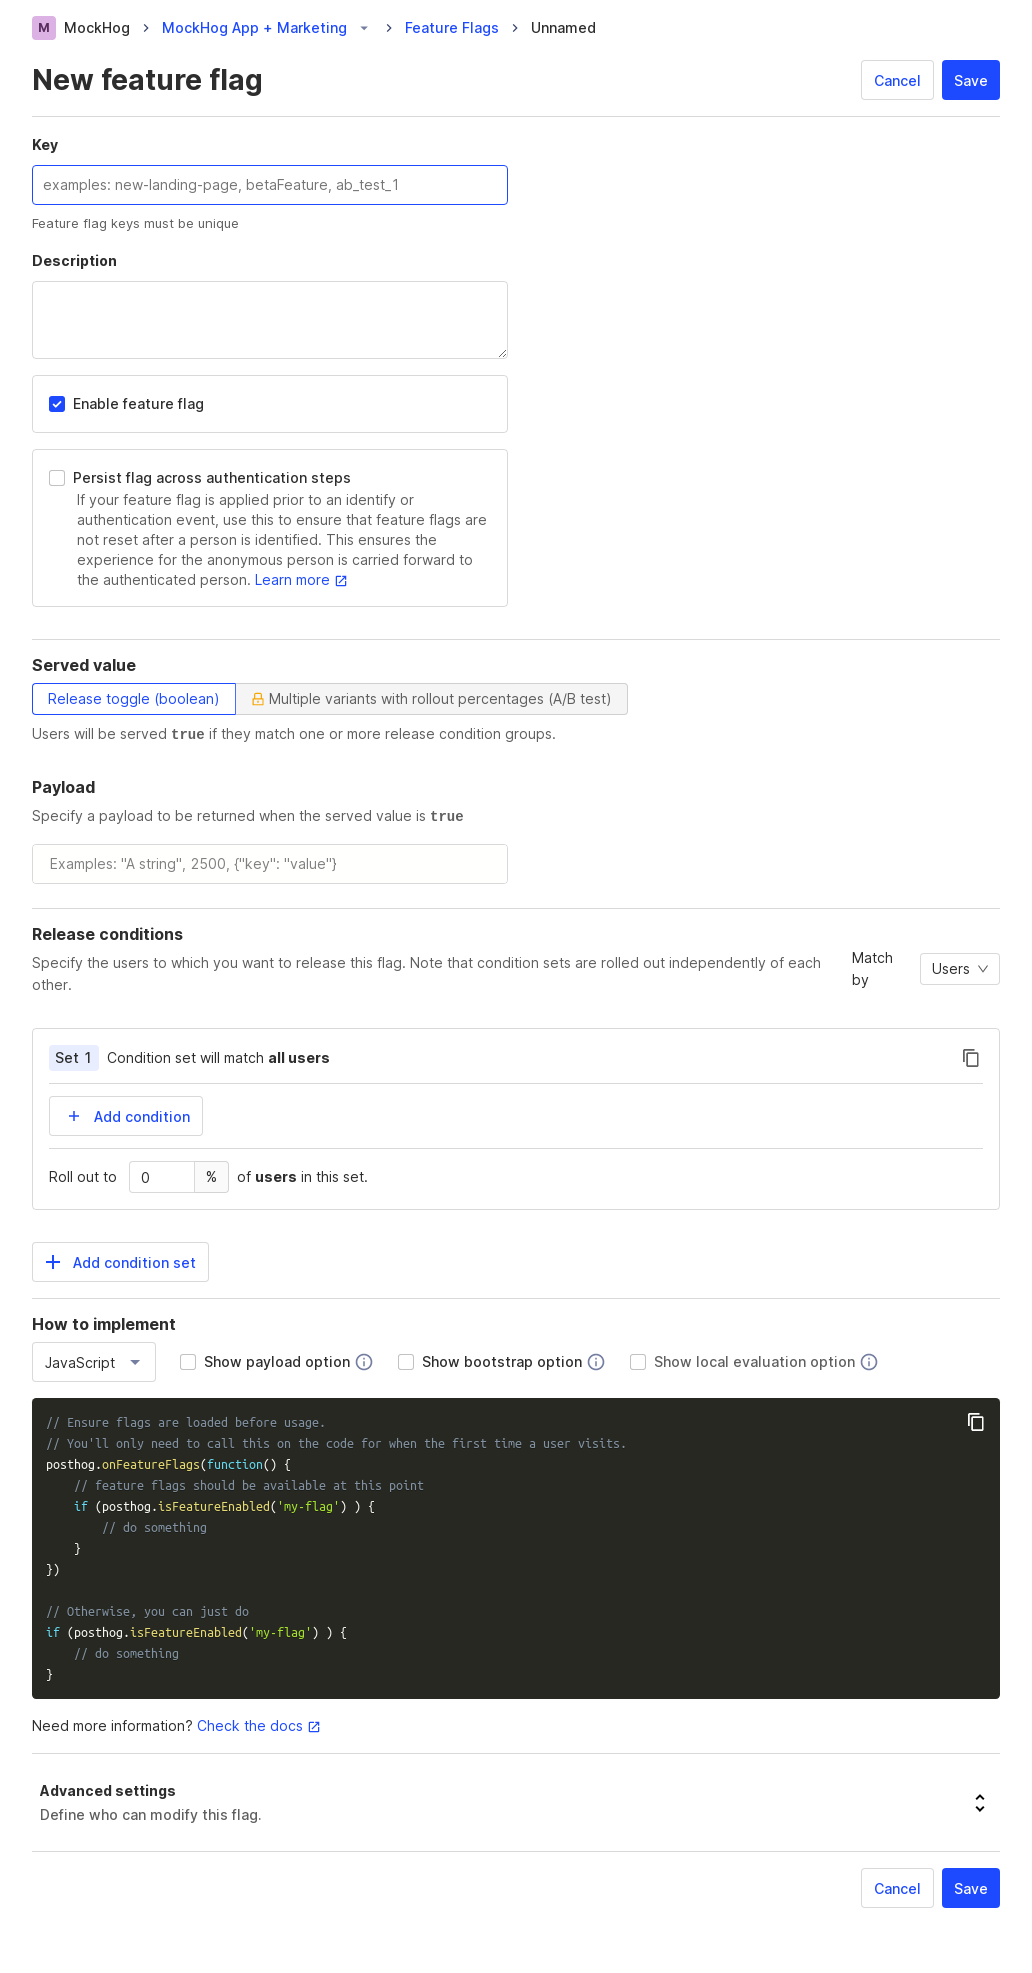 M MockHog MockHog App + Marketing Feature Flags Unnamed
New feature flag
Cancel Save
Key
examples: new-landing-page, betaFeature, ab_test_1
Feature flag keys must be unique
Description
Enable feature flag
Persist flag across authentication steps
If your feature flag is applied prior to an identify or
authentication event, use this to ensure that feature flags are
not reset after a person is identified. This ensures the
experience for the anonymous person is carried forward to
the authenticated person. Learn more
Served value
Release toggle (boolean) Multiple variants with rollout percentages (A/B test)
Users will be served true if they match one or more release condition groups.
Payload
Specify a payload to be returned when the served value is true
Examples: "A string", 2500, {"key": "value"}
Release conditions
Specify the users to which you want to release this flag. Note that condition sets are rolled out independently of each
other.
Match
by
Users
Set 1 Condition set will match all users
Add condition
Roll out to 0 % of users in this set.
Add condition set
How to implement
JavaScript Show payload option Show bootstrap option Show local evaluation option
// Ensure flags are loaded before usage.
// You'll only need to call this on the code for when the first time a user visits.
posthog.onFeatureFlags(function() {
    // feature flags should be available at this point
    if (posthog.isFeatureEnabled('my-flag') ) {
        // do something
    }
})
// Otherwise, you can just do
if (posthog.isFeatureEnabled('my-flag') ) {
    // do something
}
Need more information? Check the docs
Advanced settings
Define who can modify this flag.
Cancel Save